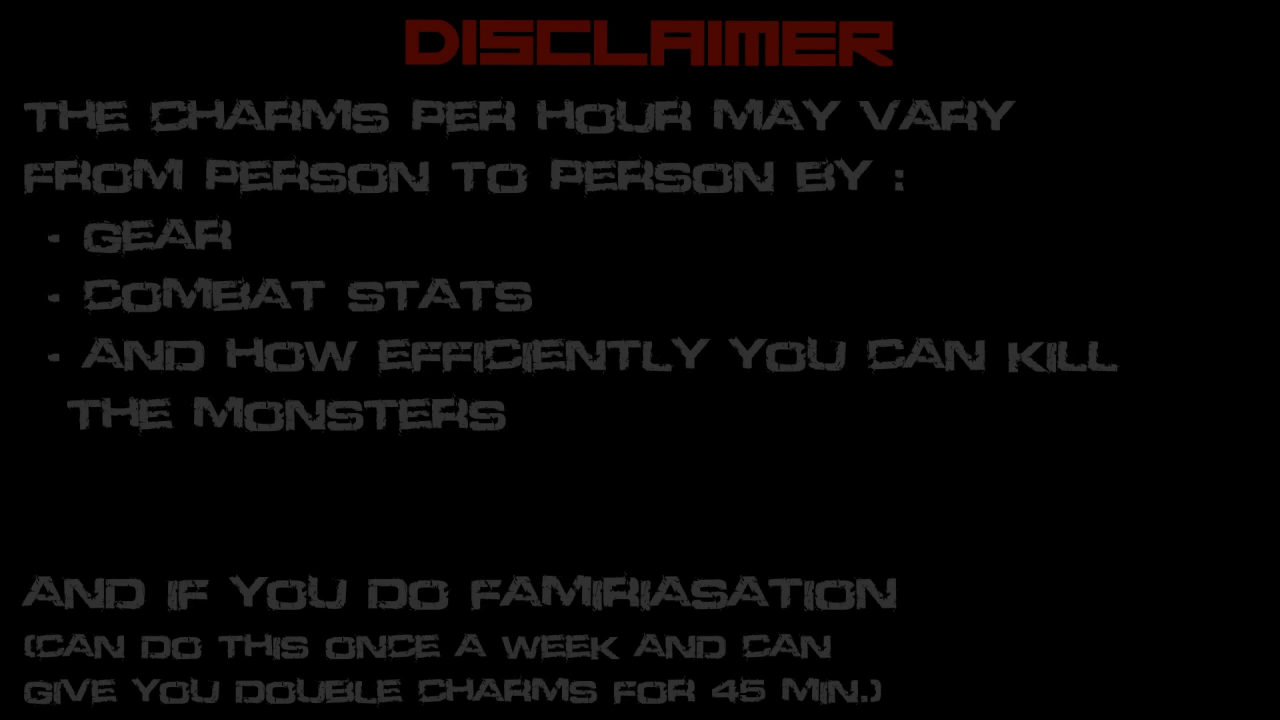 DISCLAIMER
THE CHARMS PER HOUR MAY VARY
FROM PERSON TO PERSON BY :
- GEAR
- COMBAT STATS
- AND HOW EFFICIENTLY YOU CAN KILL
THE MONSTERS
AND IF YOU DO FAMIRIASATION
(CAN DO THIS ONCE A WEEK AND CAN
GIVE YOU DOUBLE CHARMS FOR 45 MIN.)